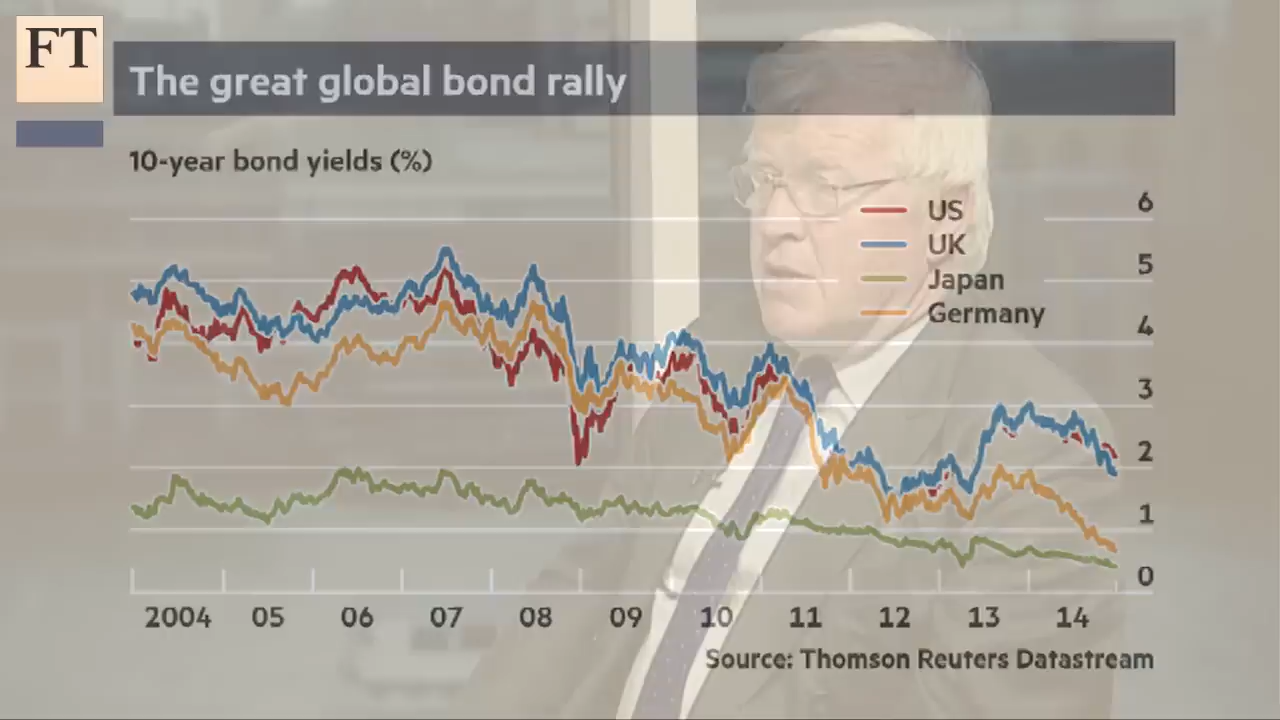 FT
The great global bond rally
10-year bond yields (%)
US
UK
Japan
Germany
6
5
4
3
2
1
0
2004 05 06 07 08 09 10 11 12 13 14
Source: Thomson Reuters Datastream